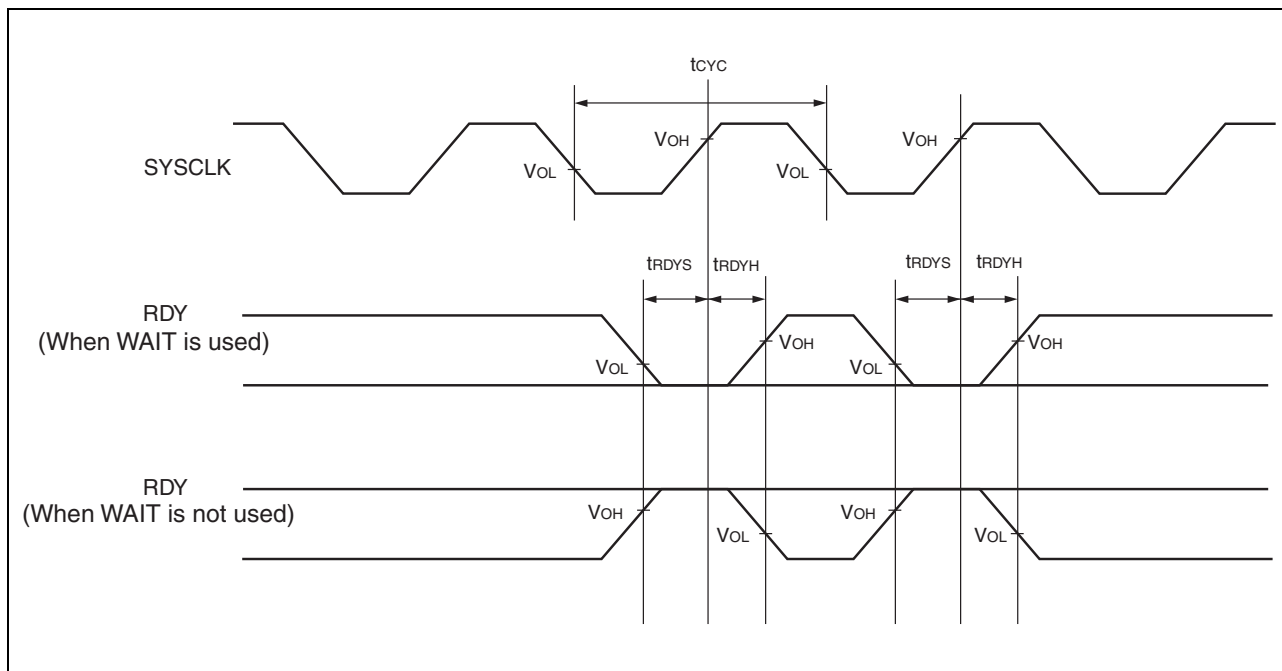 tCYC
VOH
VOH
SYSCLK
VOL
VOL
tRDYS
tRDYH
tRDYS
tRDYH
RDY
(When WAIT is used)
VOH
VOH
VOL
VOL
RDY
(When WAIT is not used)
VOH
VOH
VOL
VOL